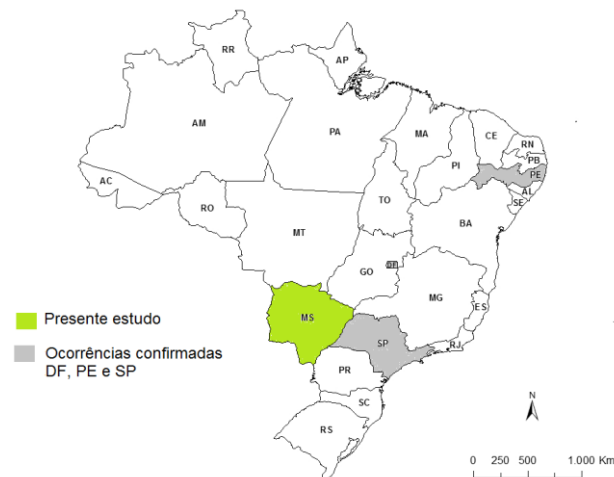 RR
AP
AM
PA
MA
CE
RN
PB
PE
AL
SE
PI
AC
RO
TO
BA
MT
GO
DF
MG
ES
MS
SP
RJ
PR
SC
RS
Presente estudo
Ocorrências confirmadas
DF, PE e SP
N
0 250 500 1.000 Km